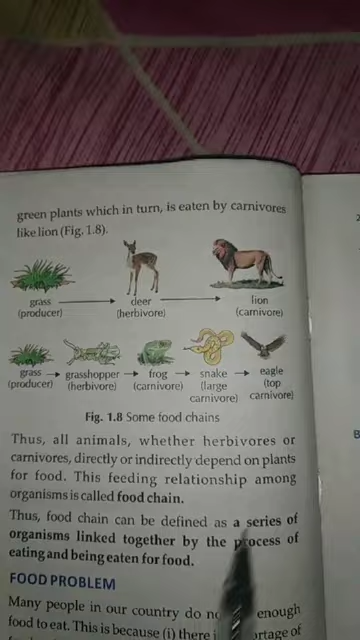 green plants which in turn, is eaten by carnivores
like lion (Fig. 1.8).
grass deer lion
(producer) (herbivore) (carnivore)
grass grasshopper frog snake eagle
(producer) (herbivore) (carnivore) (large carnivore) (top carnivore)
Fig. 1.8 Some food chains
Thus, all animals, whether herbivores or
carnivores, directly or indirectly depend on plants
for food. This feeding relationship among
organisms is called food chain.
Thus, food chain can be defined as a series of
organisms linked together by the process of
eating and being eaten for food.
FOOD PROBLEM
Many people in our country do enough
food to eat. This is because (i) there of